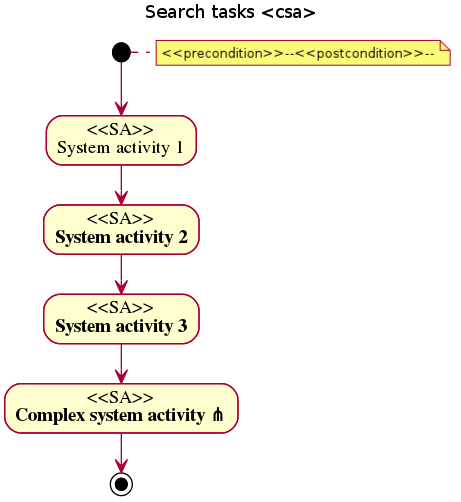 Search tasks <csa>
<<precondition>>--<<postcondition>>--
<<SA>>
System activity 1
<<SA>>
System activity 2
<<SA>>
System activity 3
<<SA>>
Complex system activity ⋔